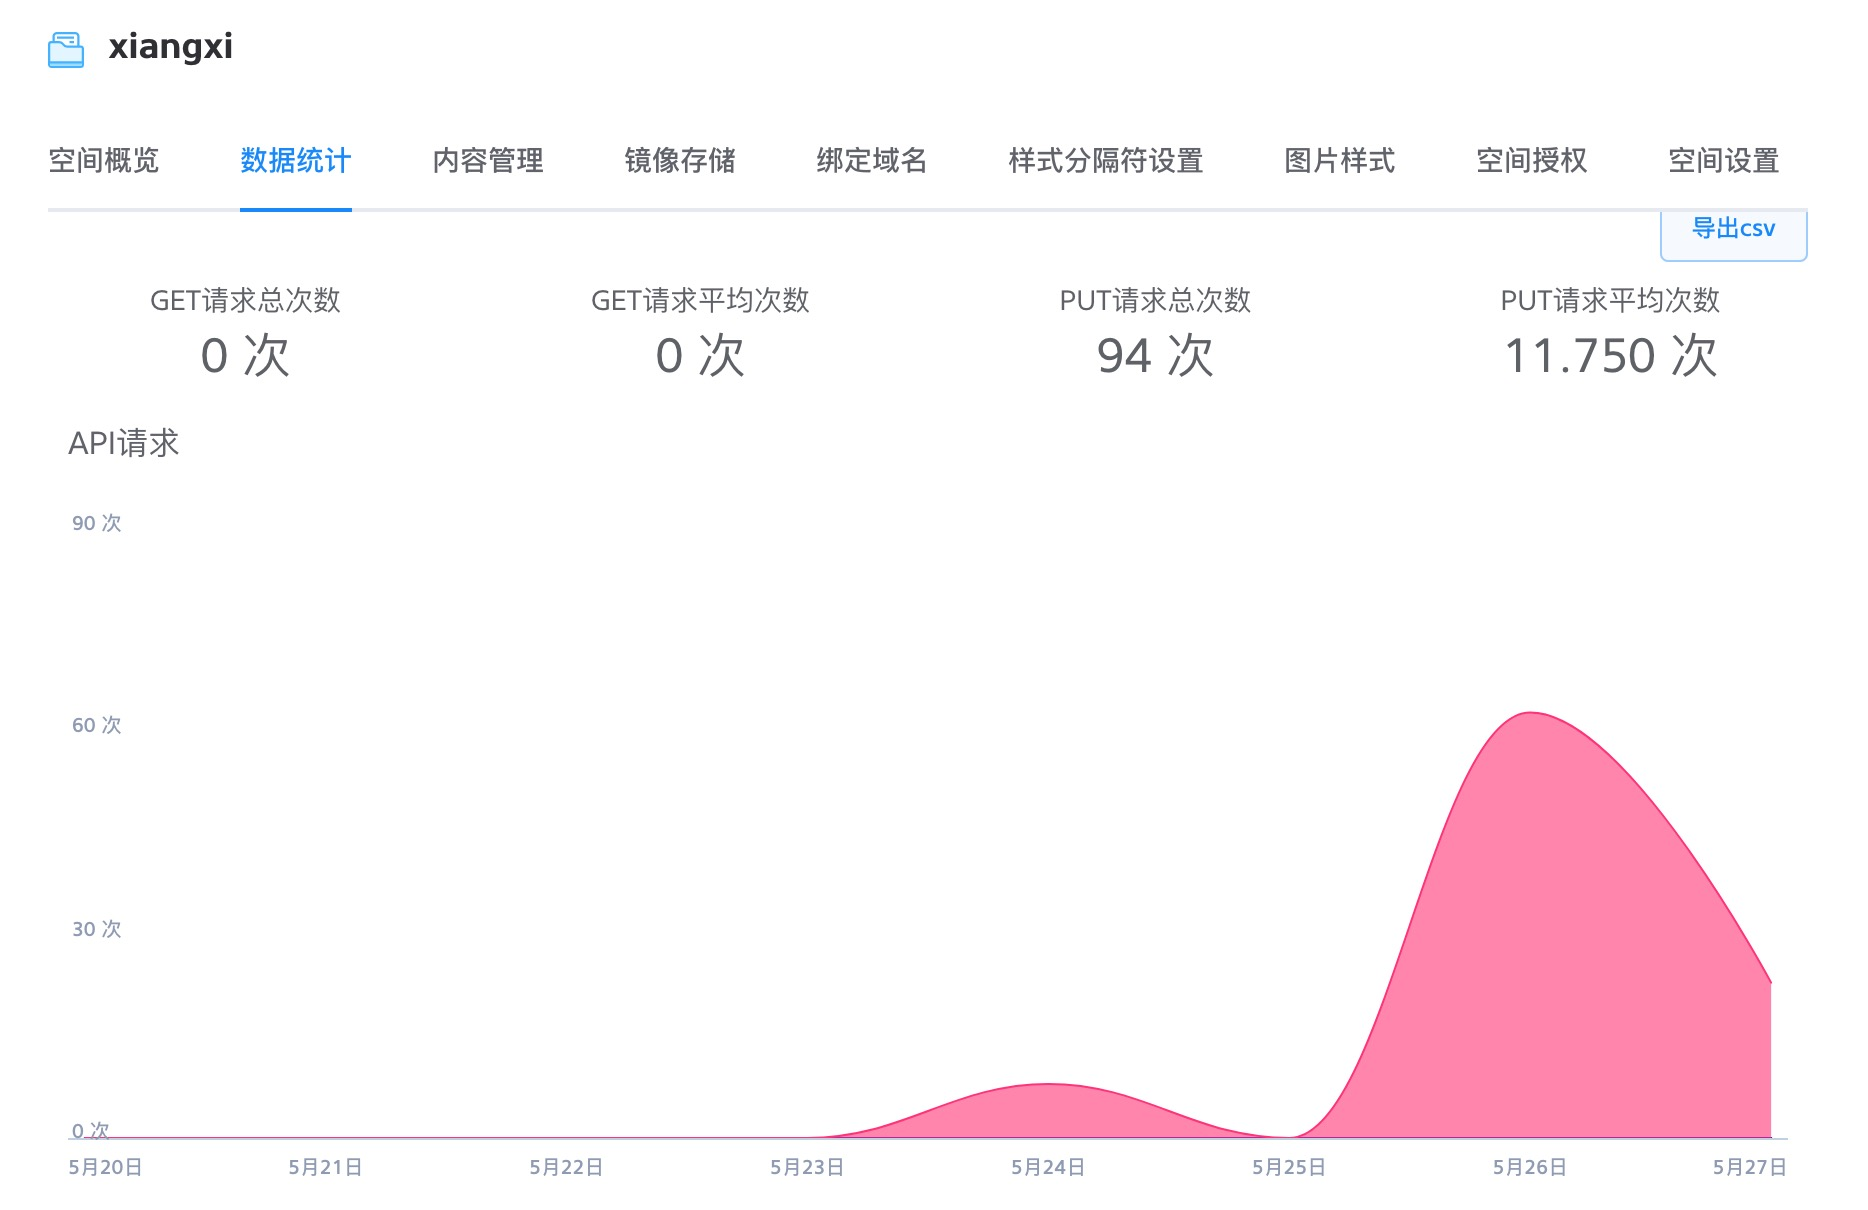 xiangxi
空间概览 数据统计 内容管理 镜像存储 绑定域名 样式分隔符设置 图片样式 空间授权 空间设置
导出csv
GET请求总次数 GET请求平均次数 PUT请求总次数 PUT请求平均次数
0 次 0 次 94 次 11.750 次
API请求
90 次
60 次
30 次
0 次
5月20日 5月21日 5月22日 5月23日 5月24日 5月25日 5月26日 5月27日